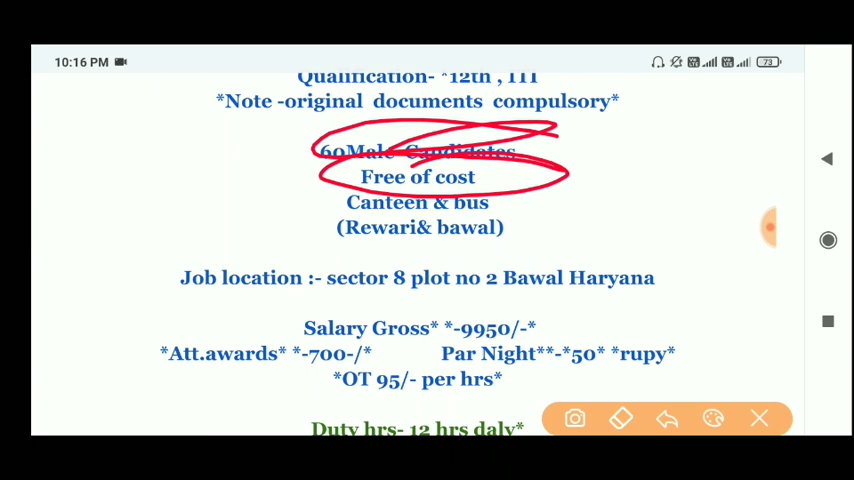 10:16 PM
73
Qualification- *12th , ITI
*Note -original documents compulsory*
60Male Candidates
Free of cost
Canteen & bus
(Rewari& bawal)
Job location :- sector 8 plot no 2 Bawal Haryana
Salary Gross* *-9950/-*
*Att.awards* *-700-/* Par Night**-*50* *rupy*
*OT 95/- per hrs*
Duty hrs- 12 hrs daly*